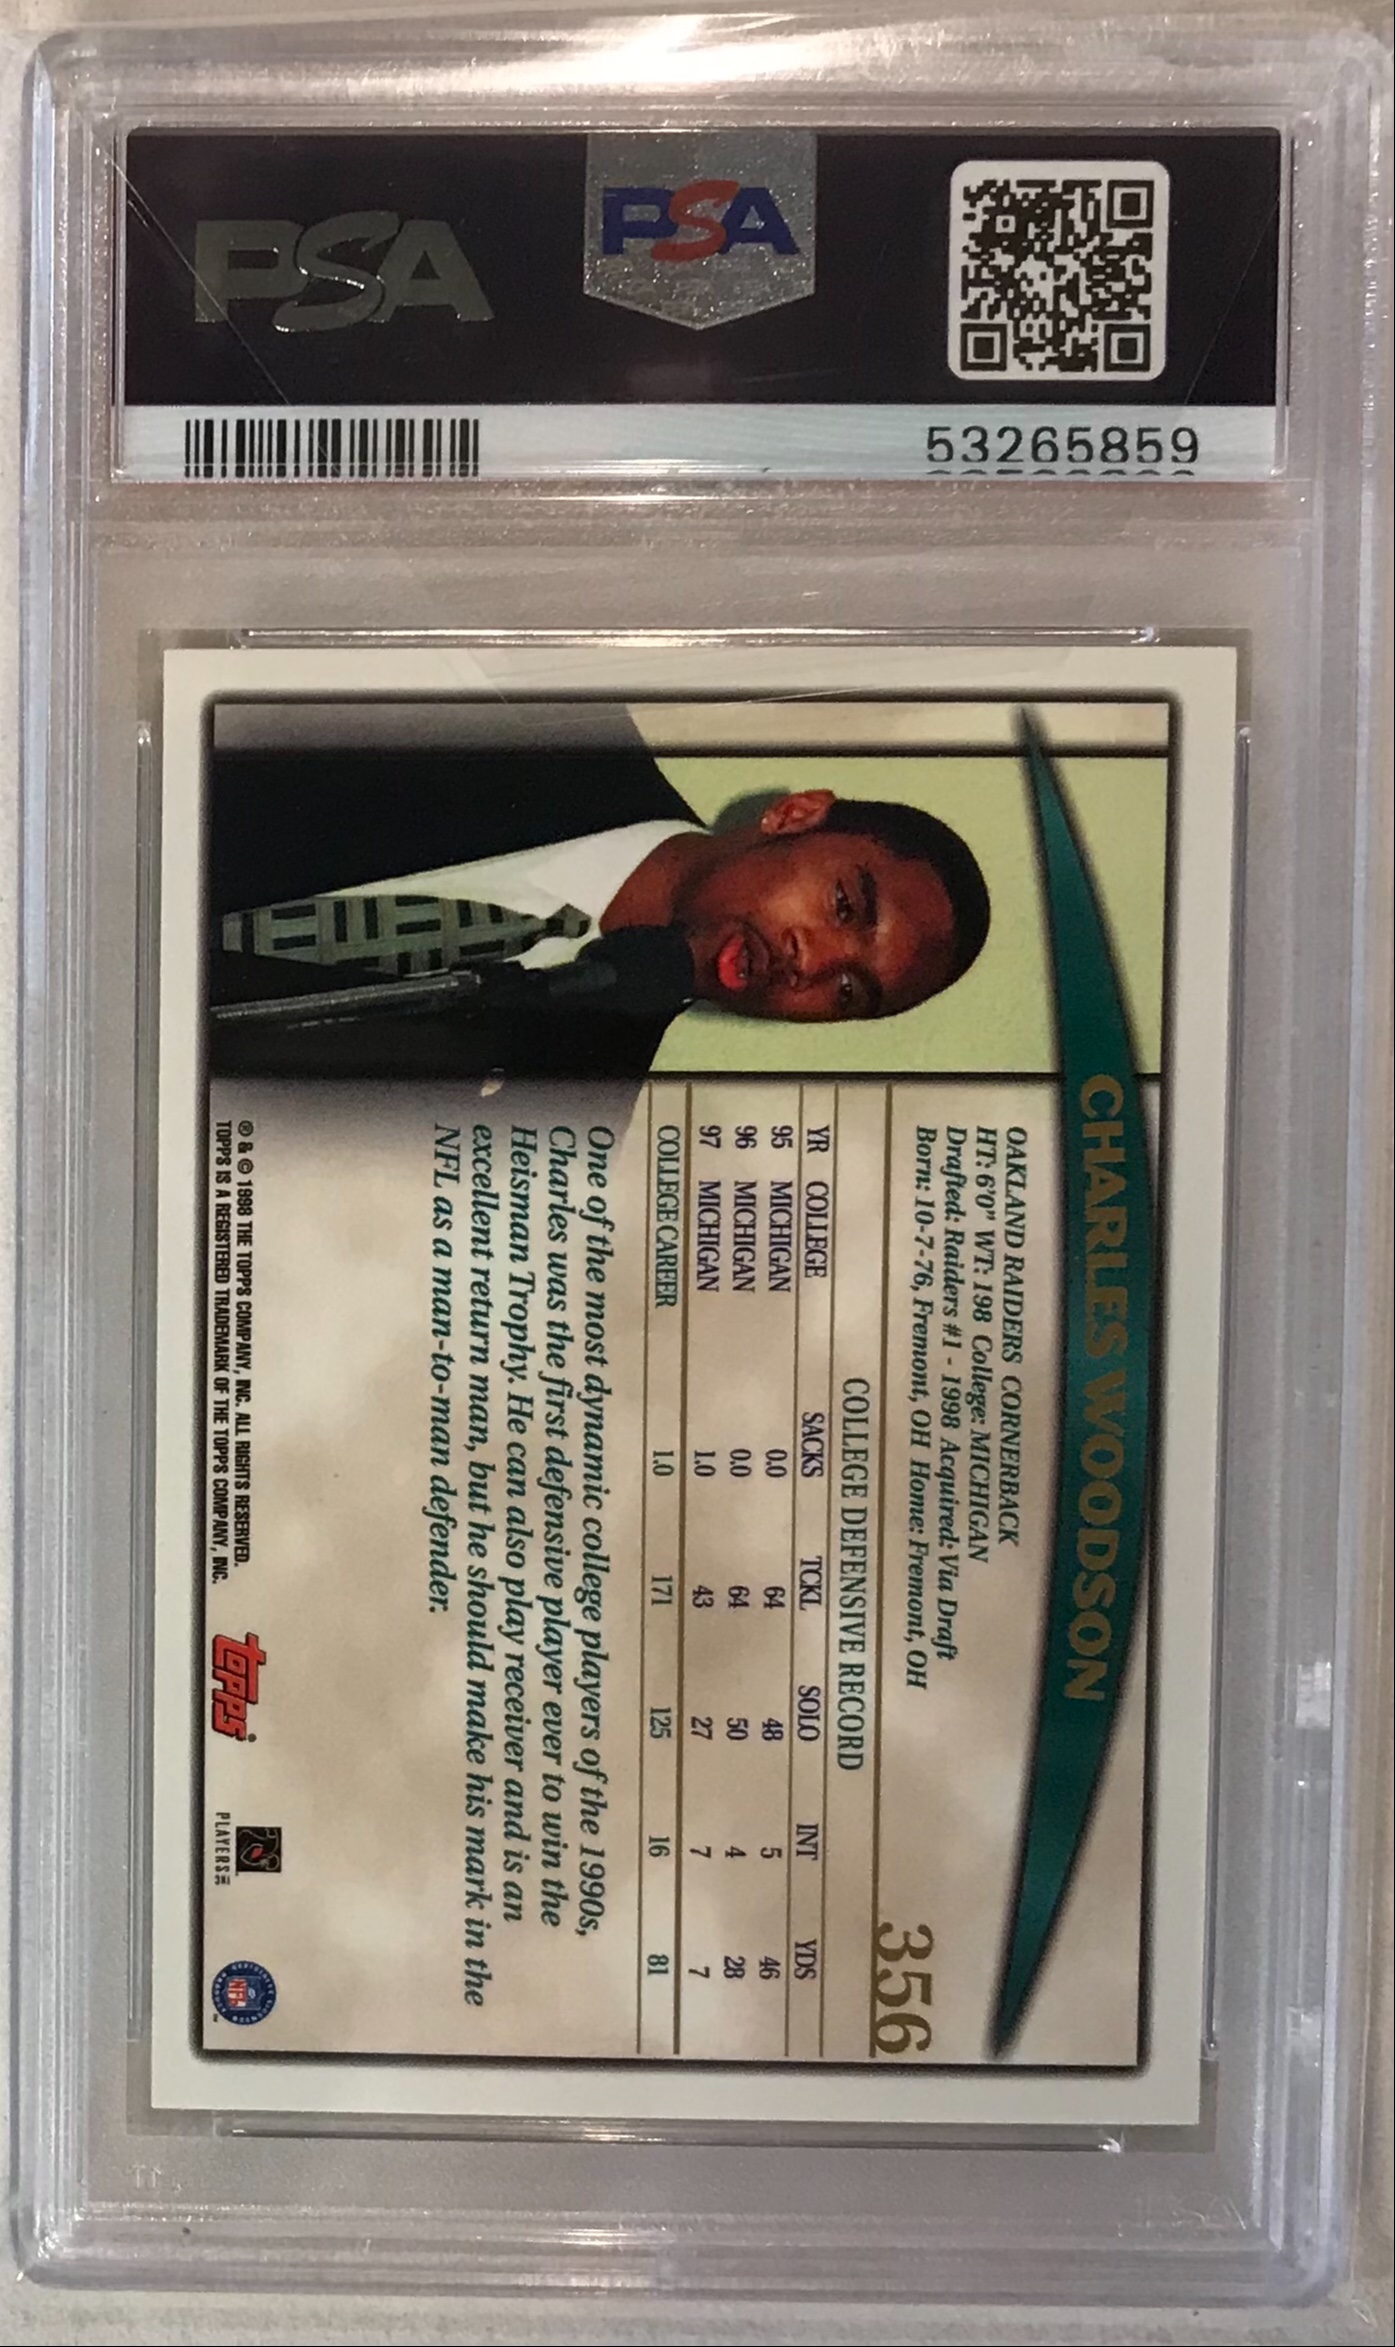 PSA
PSA
53265859
CHARLES WOODSON
356
OAKLAND RAIDERS CORNERBACK
HT: 6'0" WT: 198 College: MICHIGAN
Drafted: Raiders #1 - 1998 Acquired: Via Draft
Born: 10-7-76, Fremont, OH Home: Fremont, OH
COLLEGE DEFENSIVE RECORD
YR COLLEGE SACKS TCKL SOLO INT YDS
95 MICHIGAN 0.0 64 48 5 46
96 MICHIGAN 0.0 64 50 4 28
97 MICHIGAN 1.0 43 27 7 7
COLLEGE CAREER 1.0 171 125 16 81
One of the most dynamic college players of the 1990s,
Charles was the first defensive player ever to win the
Heisman Trophy. He can also play receiver and is an
excellent return man, but he should make his mark in the
NFL as a man-to-man defender.
® & © 1998 THE TOPPS COMPANY, INC. ALL RIGHTS RESERVED.
TOPPS IS A REGISTERED TRADEMARK OF THE TOPPS COMPANY, INC.
TOPPS
PLAYERS INC
NFL